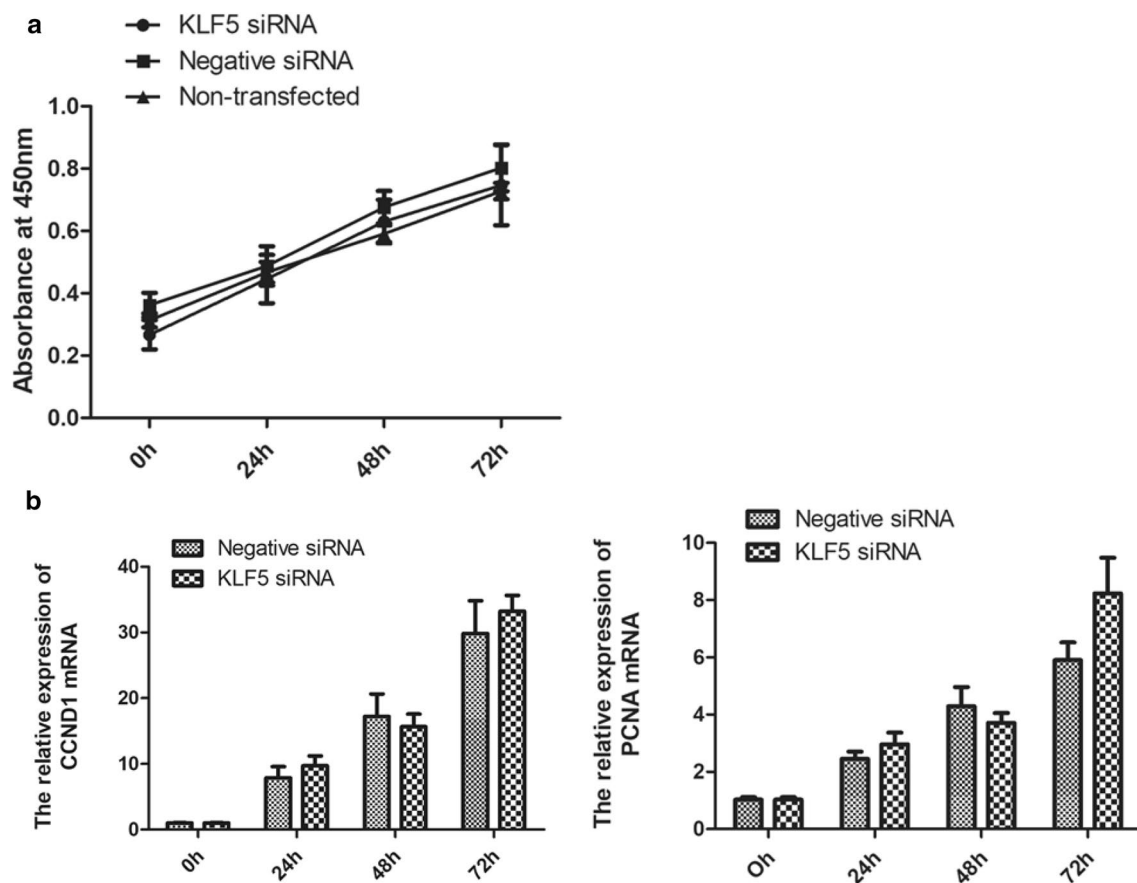 a
KLF5 siRNA
Negative siRNA
Non-transfected
Absorbance at 450nm
1.0
0.8
0.6
0.4
0.2
0.0
0h
24h
48h
72h
b
Negative siRNA
KLF5 siRNA
The relative expression of
CCND1 mRNA
40
30
20
10
0
0h
24h
48h
72h
Negative siRNA
KLF5 siRNA
The relative expression of
PCNA mRNA
10
8
6
4
2
0
Oh
24h
48h
72h